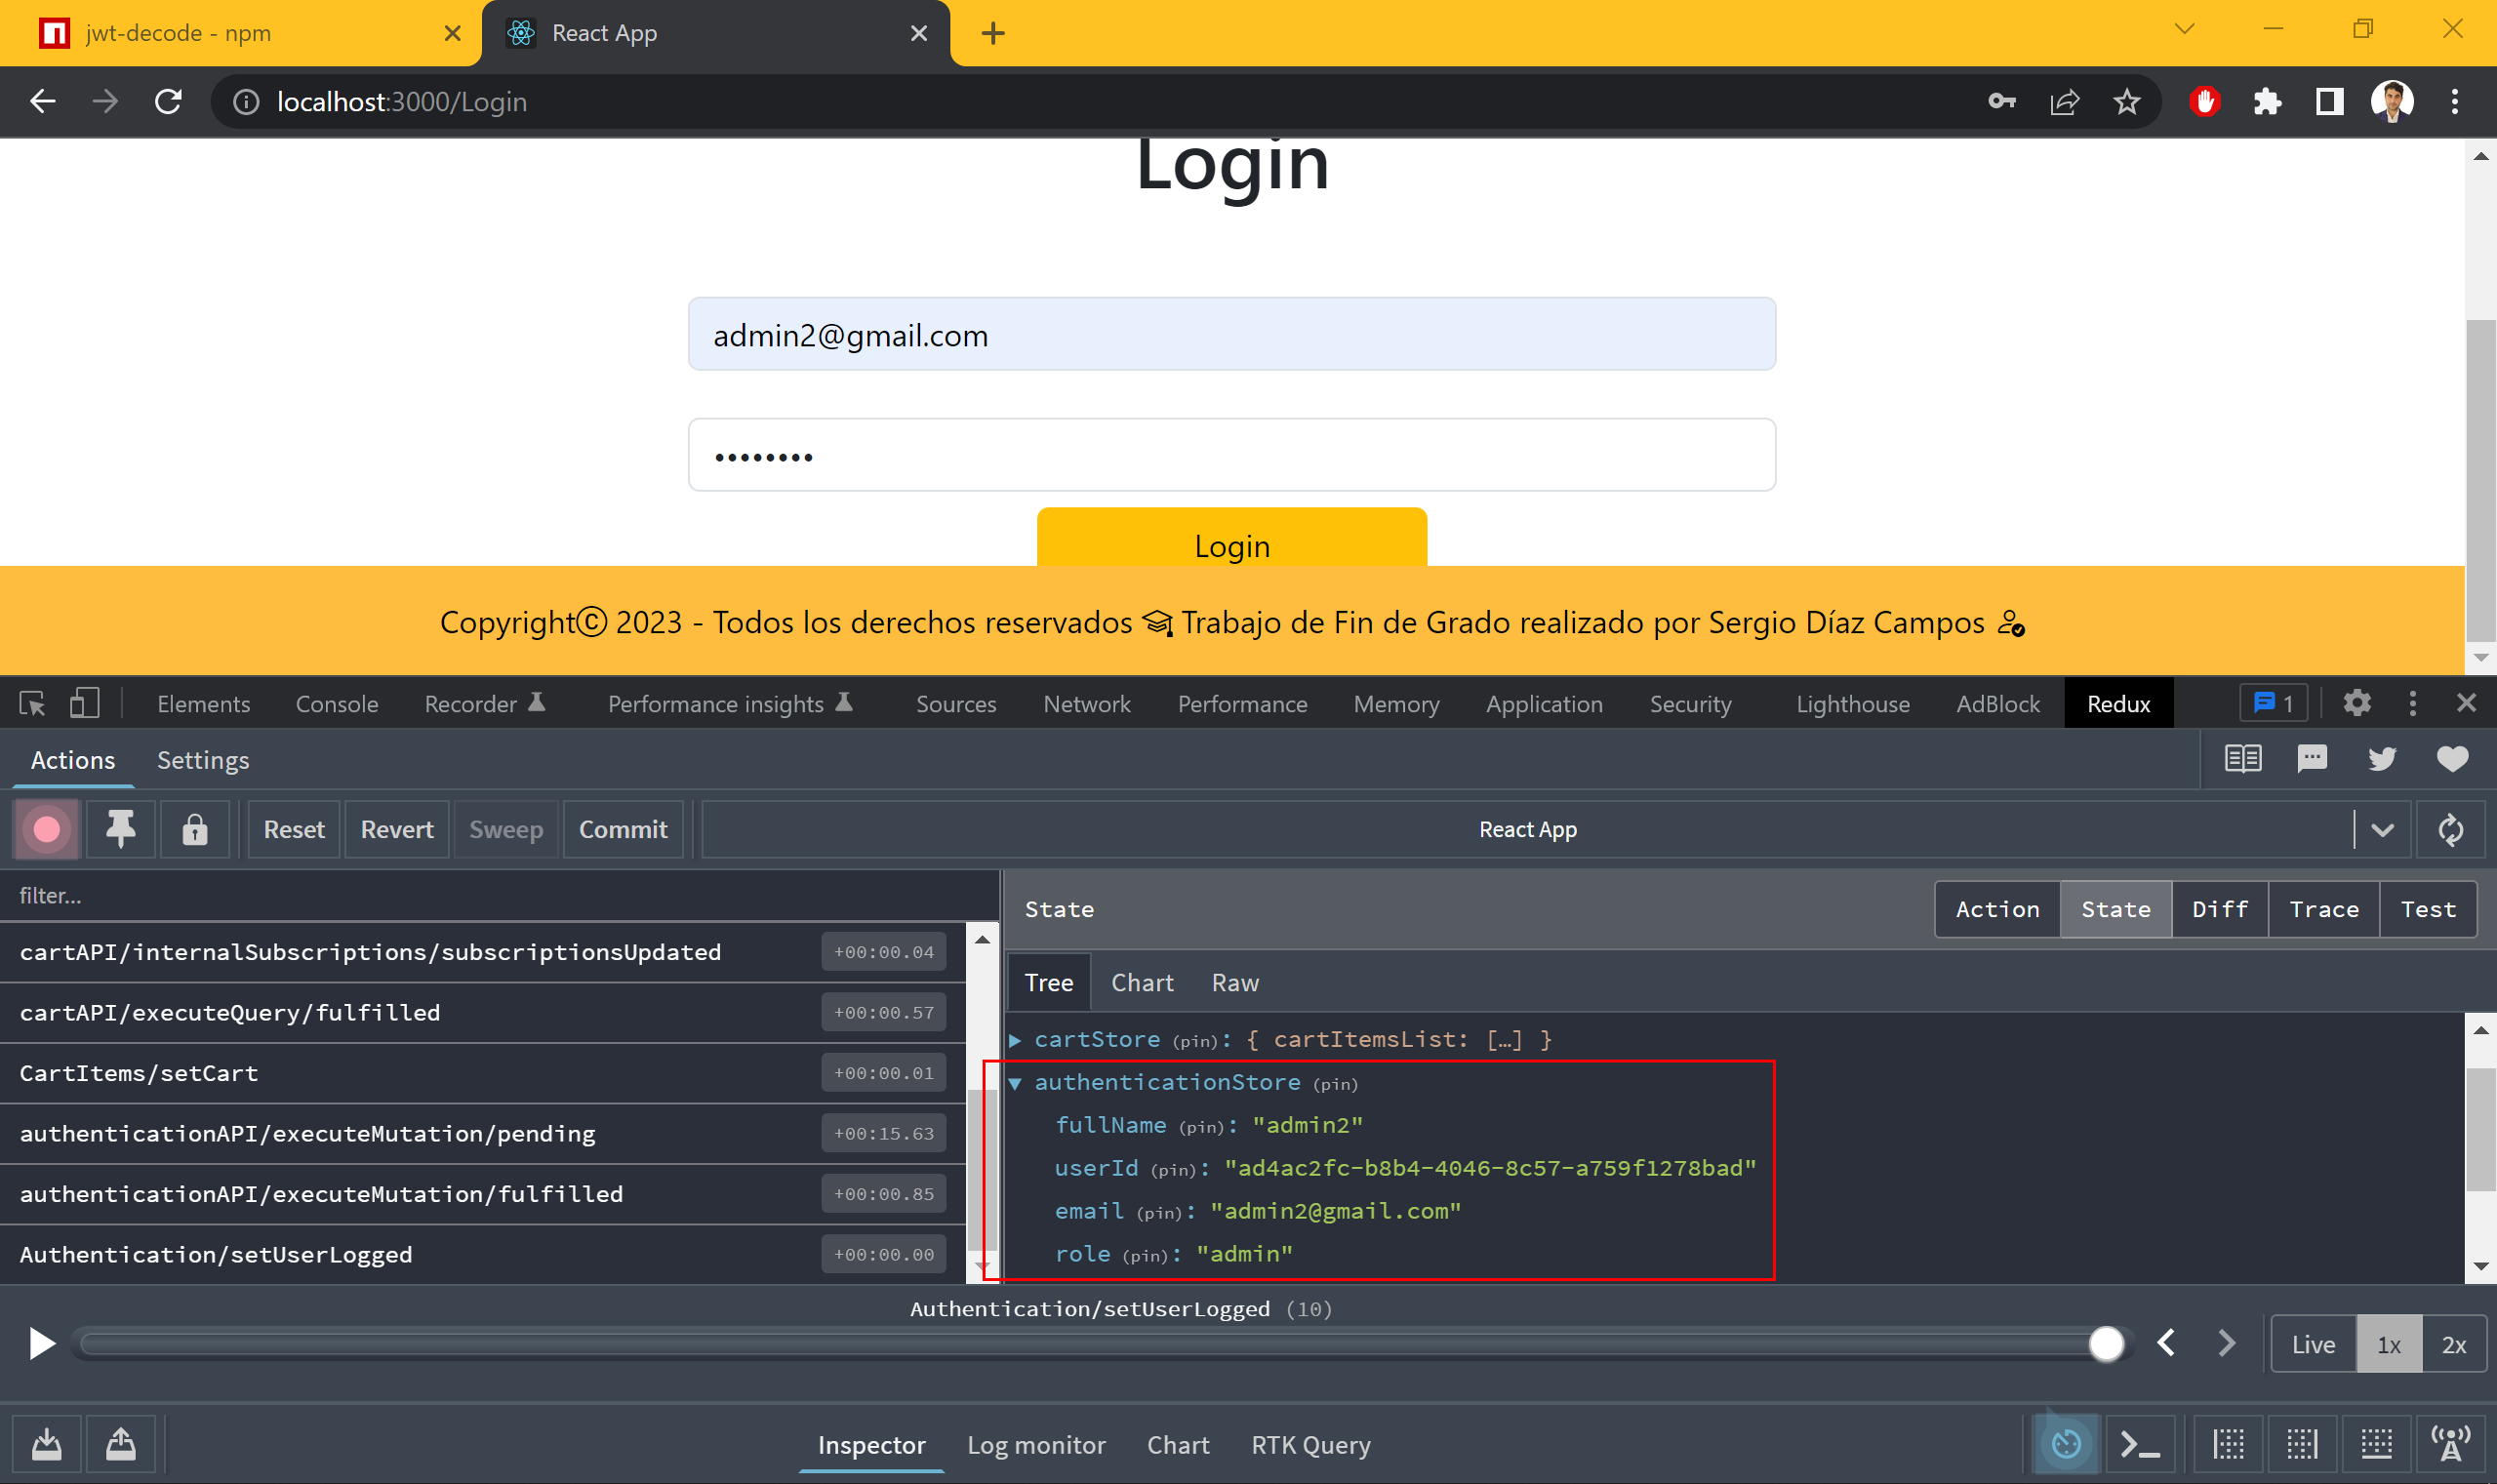 jwt-decode - npm
React App
localhost:3000/Login
Login
admin2@gmail.com
••••••••
Login
Copyright© 2023 - Todos los derechos reservados Trabajo de Fin de Grado realizado por Sergio Díaz Campos
Elements Console Recorder Performance insights Sources Network Performance Memory Application Security Lighthouse AdBlock Redux 1
Actions Settings
Reset Revert Sweep Commit React App
filter...
cartAPI/internalSubscriptions/subscriptionsUpdated +00:00.04
cartAPI/executeQuery/fulfilled +00:00.57
CartItems/setCart +00:00.01
authenticationAPI/executeMutation/pending +00:15.63
authenticationAPI/executeMutation/fulfilled +00:00.85
Authentication/setUserLogged +00:00.00
State Action State Diff Trace Test
Tree Chart Raw
cartStore (pin): { cartItemsList: […] }
authenticationStore (pin)
fullName (pin): "admin2"
userId (pin): "ad4ac2fc-b8b4-4046-8c57-a759f1278bad"
email (pin): "admin2@gmail.com"
role (pin): "admin"
Authentication/setUserLogged (10)
Live 1x 2x
Inspector Log monitor Chart RTK Query